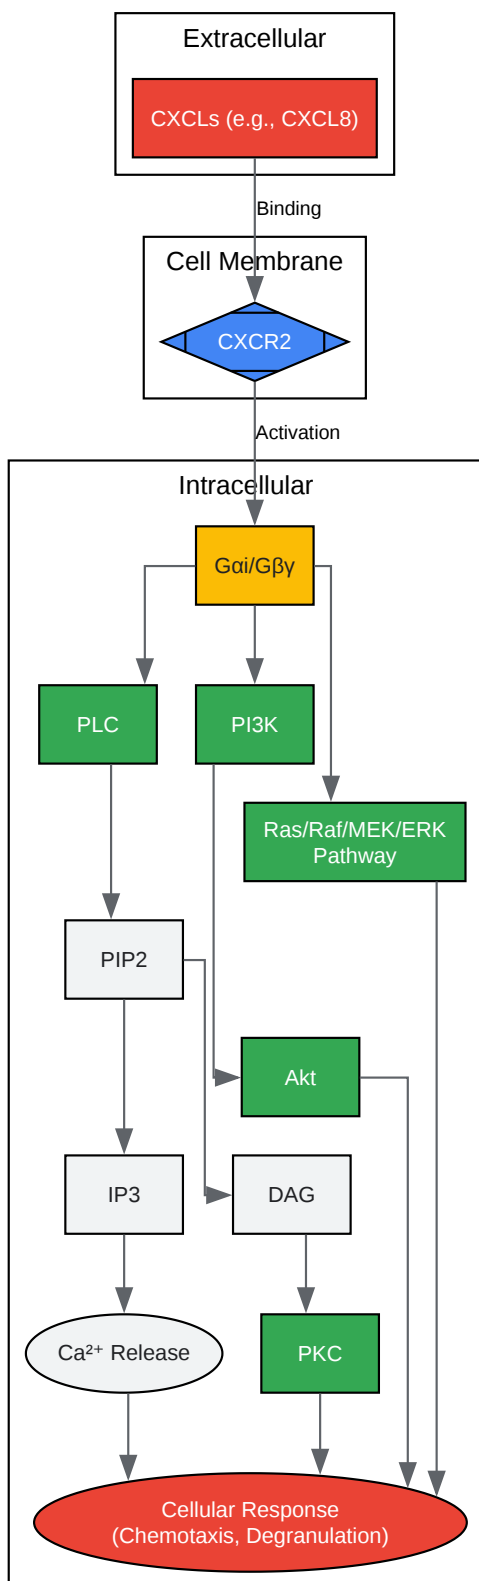 Extracellular
CXCLs (e.g., CXCL8)
Binding
Cell Membrane
CXCR2
Activation
Intracellular
Gαi/Gβγ
PLC
PI3K
Ras/Raf/MEK/ERK
Pathway
PIP2
Akt
IP3
DAG
Ca²⁺ Release
PKC
Cellular Response
(Chemotaxis, Degranulation)